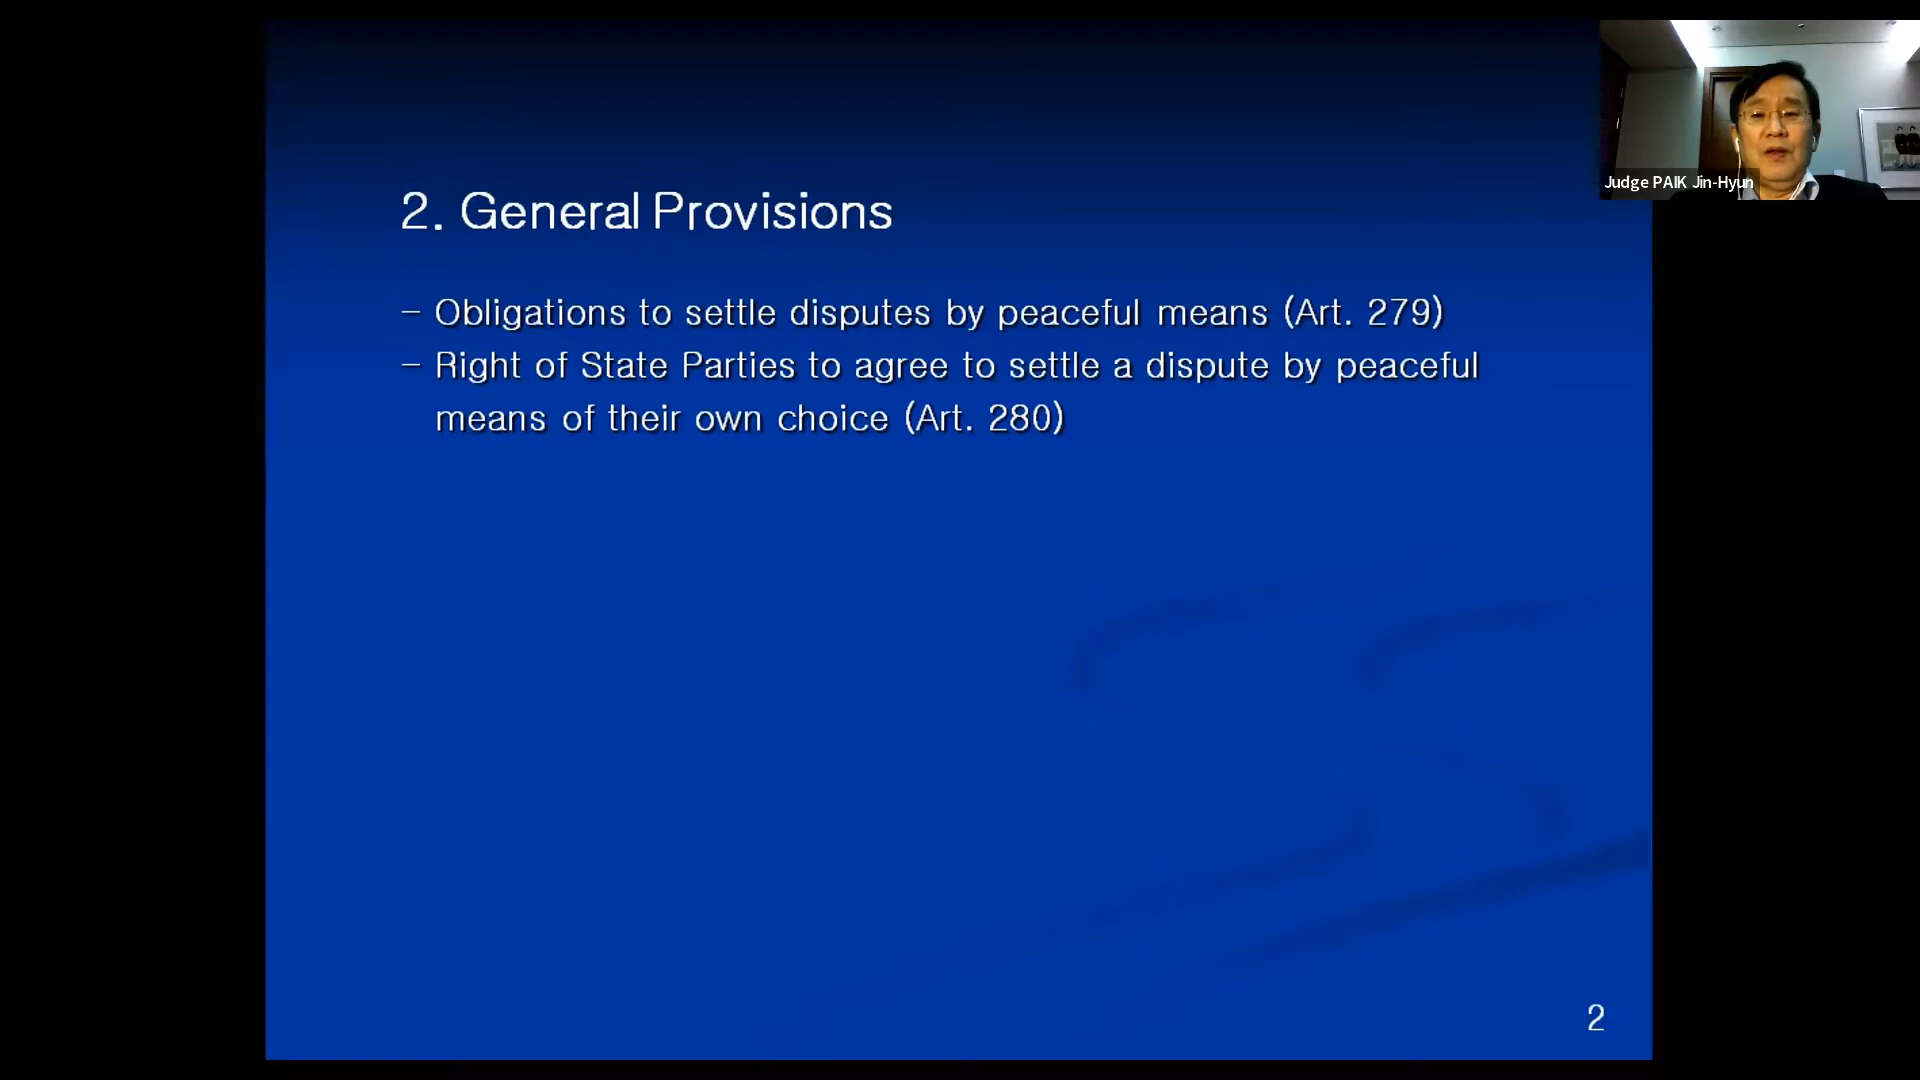 2. General Provisions
– Obligations to settle disputes by peaceful means (Art. 279)
– Right of State Parties to agree to settle a dispute by peaceful
means of their own choice (Art. 280)
Judge PAIK Jin-Hyun
2